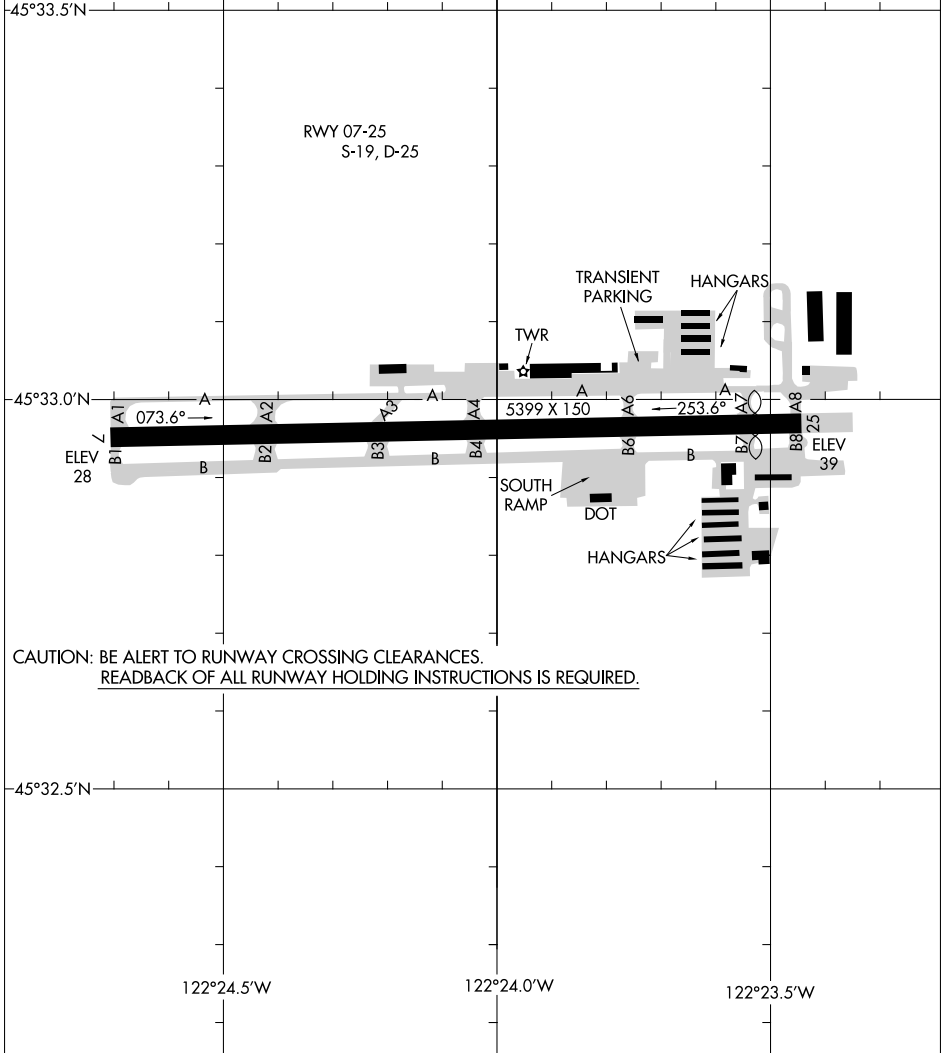 45°33.5'N
RWY 07-25
S-19, D-25
TRANSIENT
PARKING
HANGARS
TWR
45°33.0'N
A
A
A
A
A1
A2
A3
A4
A6
A7
A8
073.6°
5399 X 150
253.6°
7
25
ELEV
28
B1
B2
B3
B4
B6
B7
B8
ELEV
39
B
B
B
SOUTH
RAMP
DOT
HANGARS
CAUTION: BE ALERT TO RUNWAY CROSSING CLEARANCES.
READBACK OF ALL RUNWAY HOLDING INSTRUCTIONS IS REQUIRED.
45°32.5'N
122°24.5'W
122°24.0'W
122°23.5'W